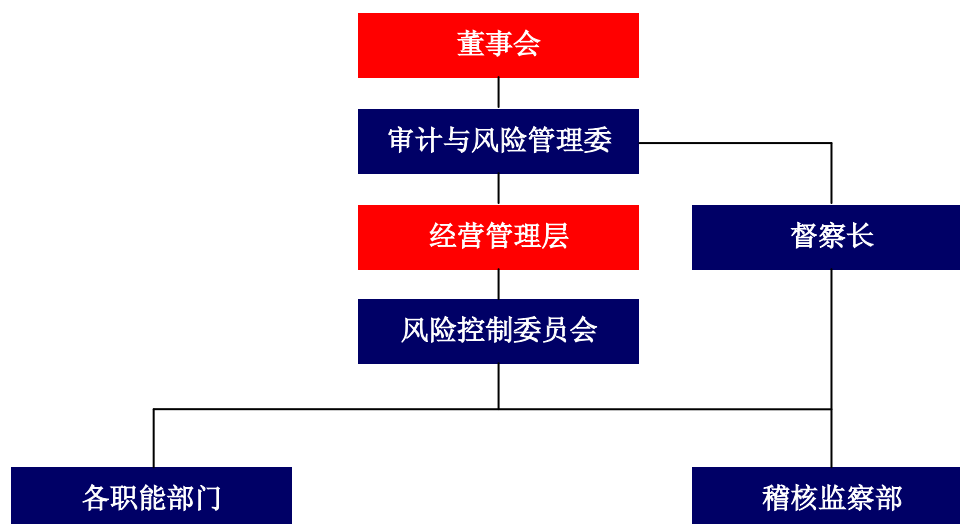 董事会
审计与风险管理委
经营管理层
督察长
风险控制委员会
各职能部门
稽核监察部